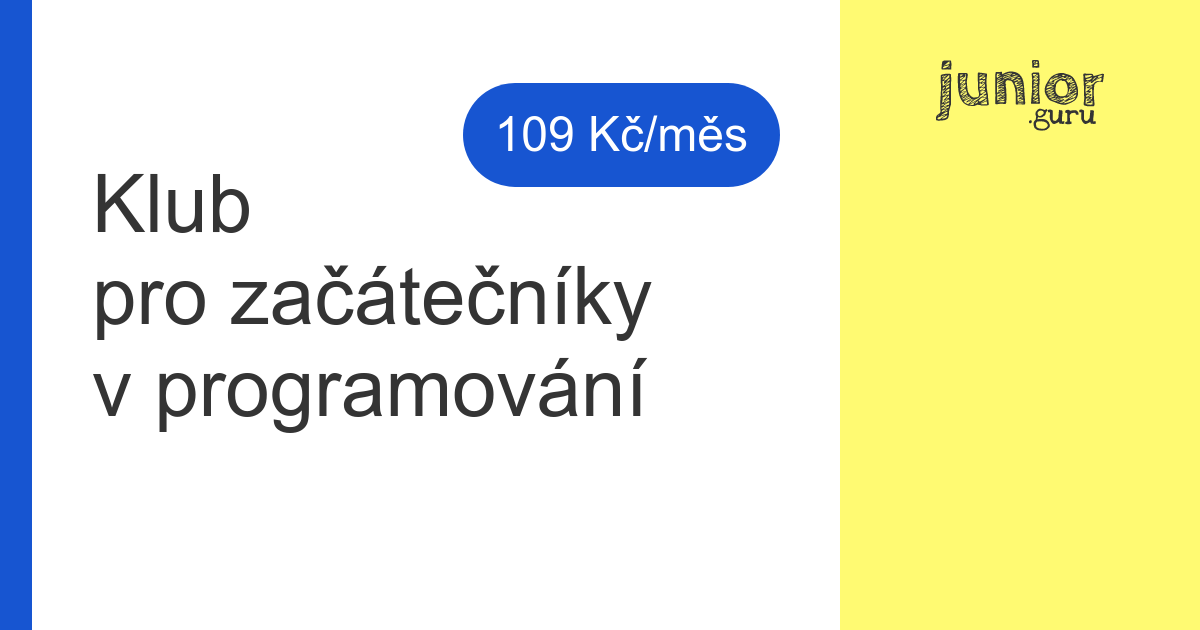 109 Kč/měs
Klub
pro začátečníky
v programování
junior
.guru